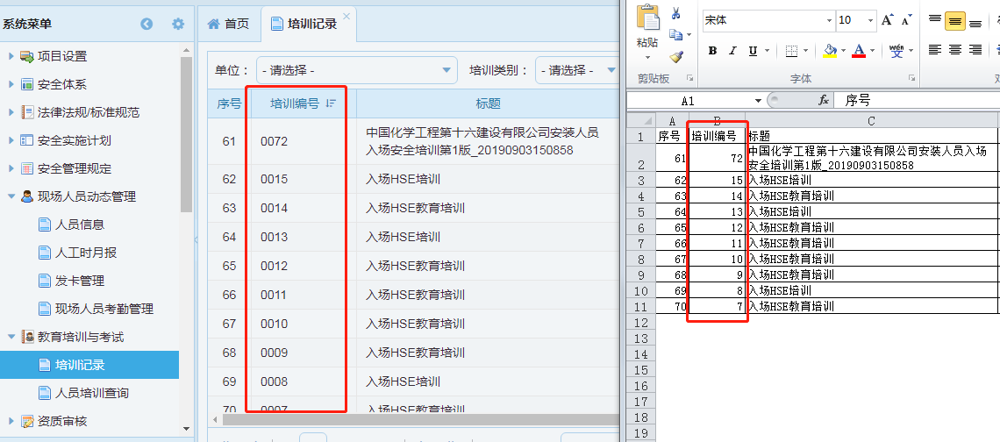 系统菜单
项目设置
安全体系
法律法规/标准规范
安全实施计划
安全管理规定
现场人员动态管理
人员信息
人工时月报
发卡管理
现场人员考勤管理
教育培训与考试
培训记录
人员培训查询
资质审核
首页 培训记录
单位： - 请选择 - 培训类别： - 请选择 -
序号 培训编号 标题
61 0072 中国化学工程第十六建设有限公司安装人员
入场安全培训第1版_20190903150858
62 0015 入场HSE培训
63 0014 入场HSE教育培训
64 0013 入场HSE培训
65 0012 入场HSE教育培训
66 0011 入场HSE教育培训
67 0010 入场HSE教育培训
68 0009 入场HSE教育培训
69 0008 入场HSE培训
70 0007 入场HSE教育培训
粘贴
宋体 10 A A
B I U A wén 文
剪贴板 字体
A1 fx 序号
A B C
1 序号 培训编号 标题
2 61 72 中国化学工程第十六建设有限公司安装人员入场
安全培训第1版_20190903150858
3 62 15 入场HSE培训
4 63 14 入场HSE教育培训
5 64 13 入场HSE培训
6 65 12 入场HSE教育培训
7 66 11 入场HSE教育培训
8 67 10 入场HSE教育培训
9 68 9 入场HSE教育培训
10 69 8 入场HSE培训
11 70 7 入场HSE教育培训
12
13
14
15
16
17
18
19